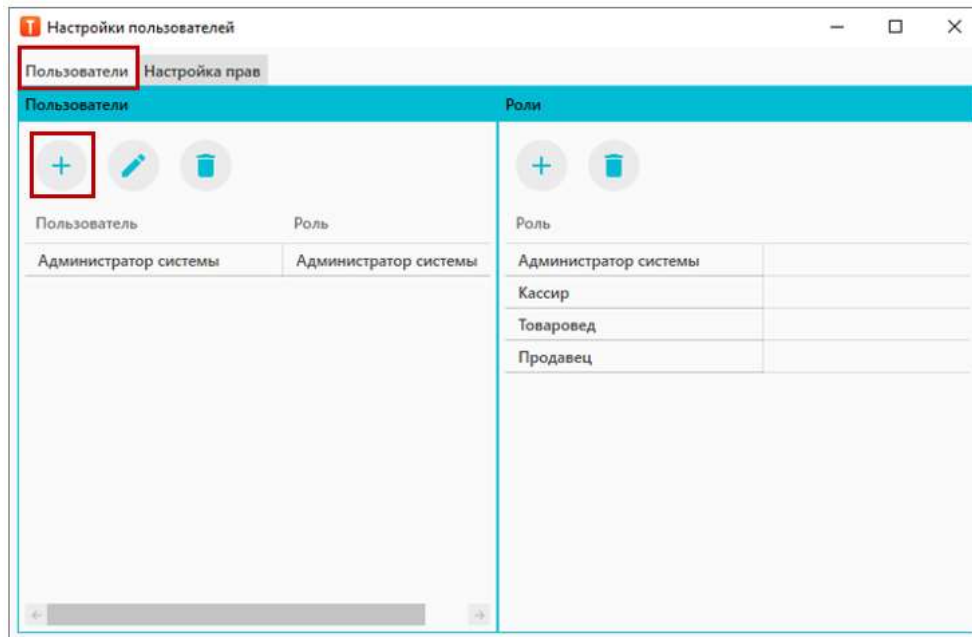 T Настройки пользователей
Пользователи Настройка прав
Пользователи
Пользователь Роль
Администратор системы Администратор системы
Роли
Роль
Администратор системы
Кассир
Товаровед
Продавец